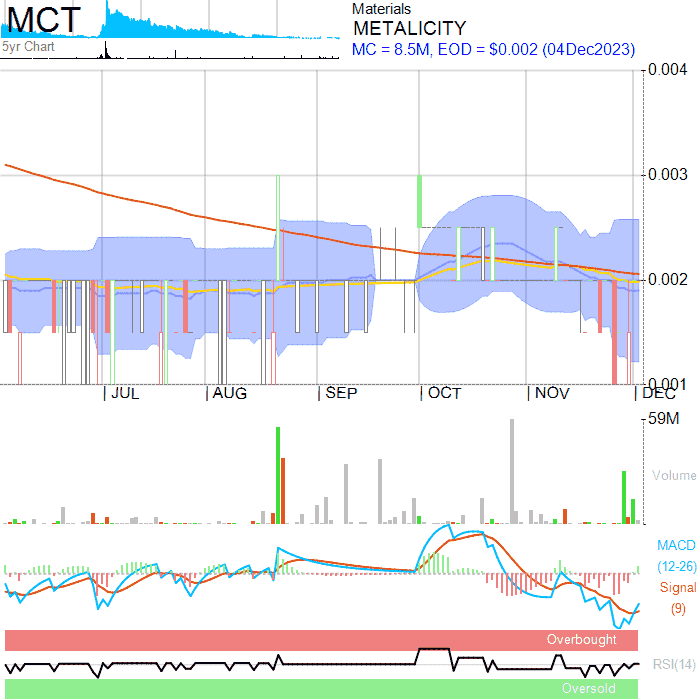 MCT
5yr Chart
Materials
METALICITY
MC = 8.5M, EOD = $0.002 (04Dec2023)
0.004
0.003
0.002
0.001
JUL AUG SEP OCT NOV DEC
59M
Volume
MACD
(12-26)
Signal
(9)
Overbought
RSI(14)
Oversold